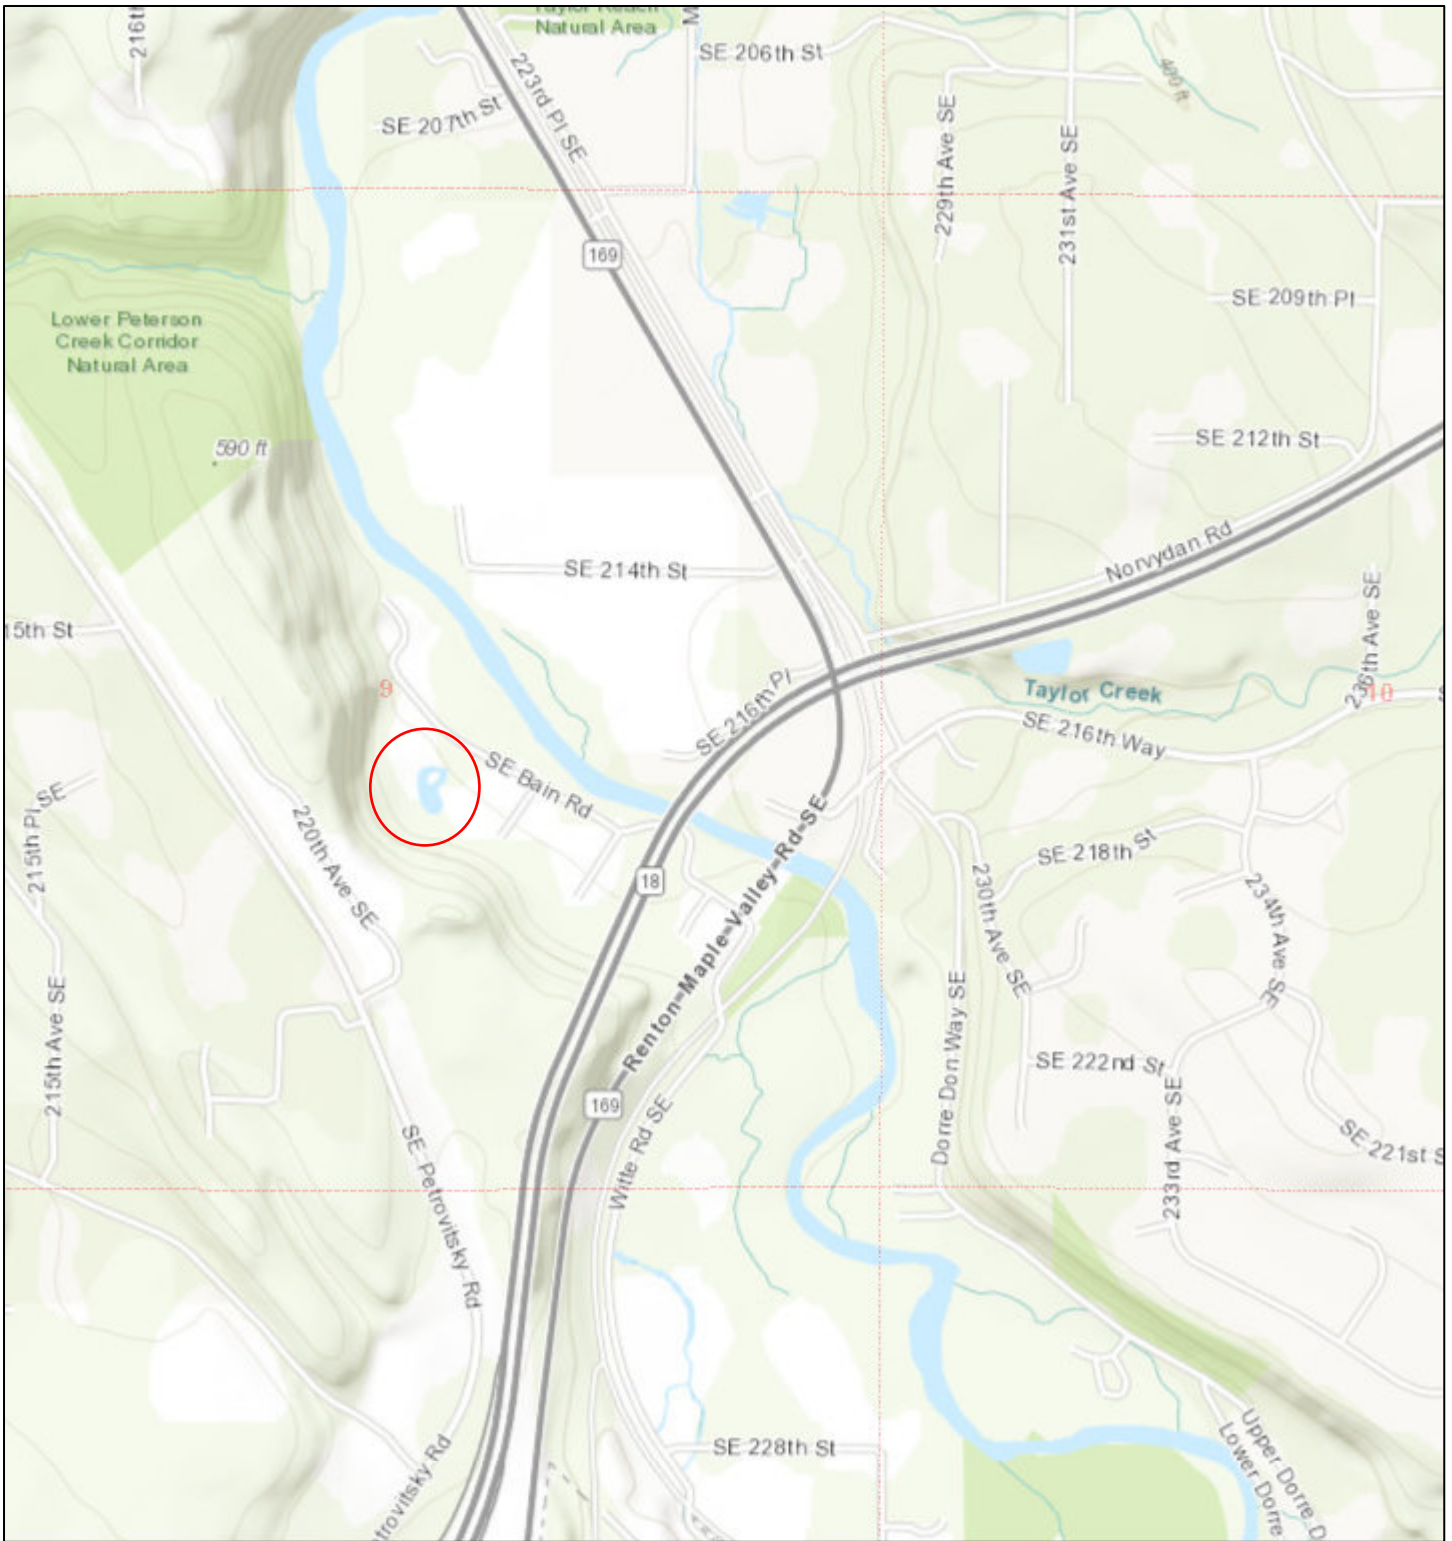 216th
Taylor Reach
Natural Area
M
SE 206th St
400 ft
223rd Pl SE
SE 207th St
229th Ave SE
231st Ave SE
169
SE 209th Pl
Lower Peterson
Creek Corridor
Natural Area
590 ft
SE 212th St
Norvydan Rd
SE 214th St
15th St
236th Ave SE
9
10
S
Taylor Creek
SE 216th Pl
SE 216th Way
SE Bain Rd
215th Pl SE
220th Ave SE
SE 218th St
18
230th Ave SE
234th Ave SE
Renton=Maple=Valley=Rd=SE
215th Ave SE
Dorre Don Way SE
SE 222nd St
169
Witte Rd SE
SE 221st S
SE Petrovitsky Rd
233rd Ave SE
SE 228th St
trovitsky Rd
Upper Dorre D
Lower Dorre